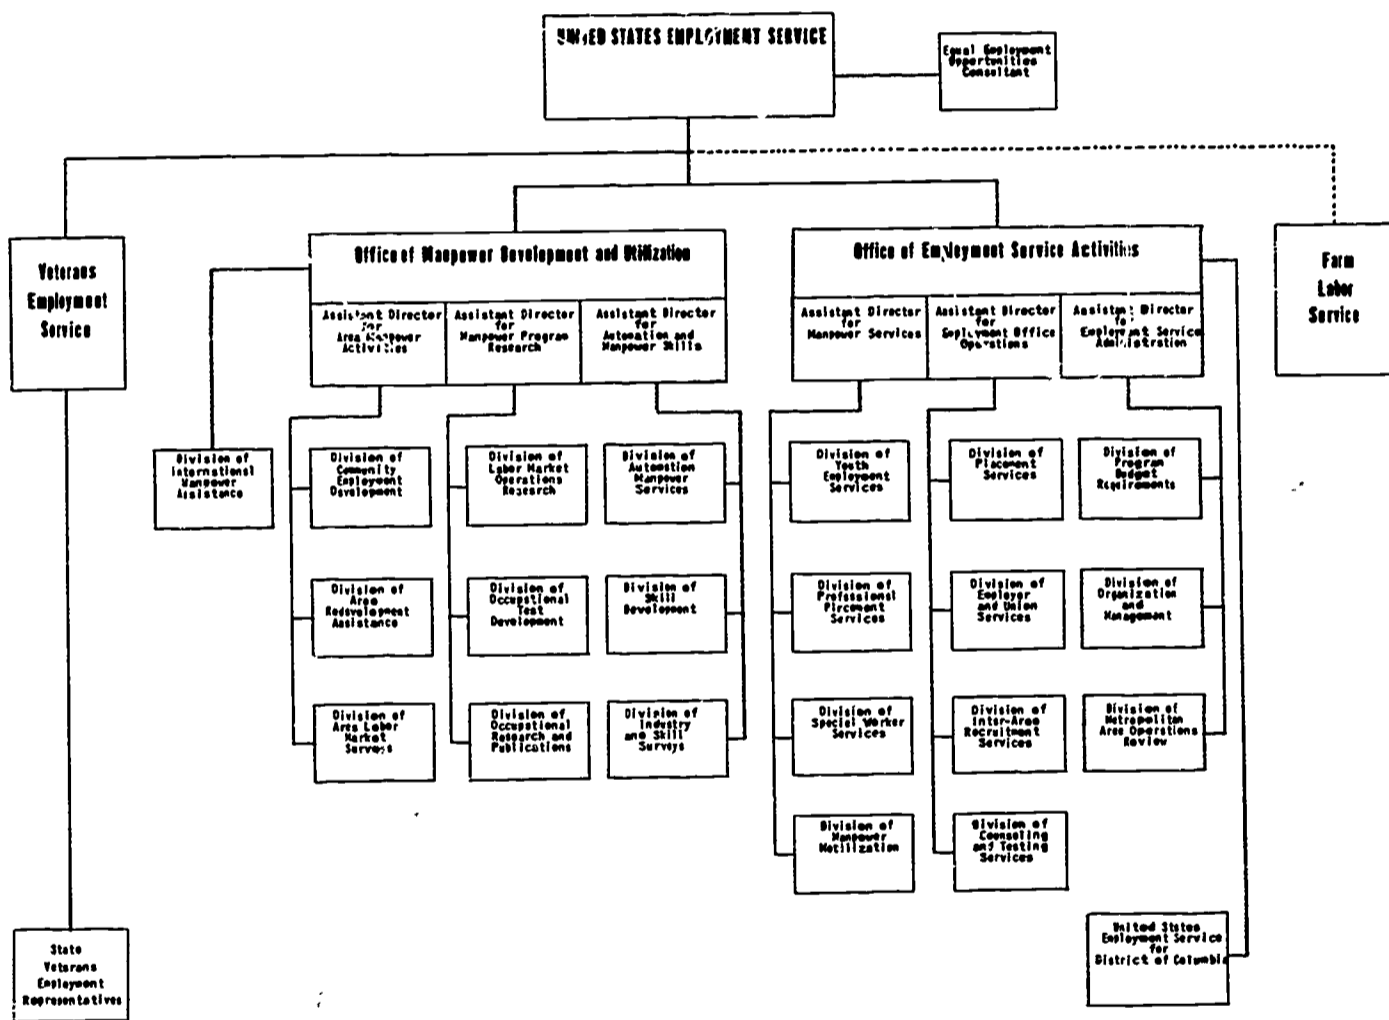 UNITED STATES EMPLOYMENT SERVICE
Equal Employment
Opportunities
Consultant
Veterans
Employment
Service
Office of Manpower Development and Utilization
Assistant Director
for
Area Manpower
Activities
Assistant Director
for
Manpower Program
Research
Assistant Director
for
Automation and
Manpower Skills
Office of Employment Service Activities
Assistant Director
for
Manpower Services
Assistant Director
for
Employment Office
Operations
Assistant Director
for
Employment Service
Administration
Farm
Labor
Service
Division of
International
Manpower
Assistance
Division of
Community
Employment
Development
Division of
Labor Market
Operations
Research
Division of
Automation
Manpower
Services
Division of
Youth
Employment
Services
Division of
Placement
Services
Division of
Program
Budget
Requirements
Division of
Area
Redevelopment
Assistance
Division of
Occupational
Test
Development
Division of
Skill
Development
Division of
Professional
Placement
Services
Division of
Employer
and Union
Services
Division of
Organization
and
Management
Division of
Area Labor
Market
Surveys
Division of
Occupational
Research and
Publications
Division of
Industry
and Skill
Surveys
Division of
Special Worker
Services
Division of
Inter-Area
Recruitment
Services
Division of
Metropolitan
Area Operations
Review
Division of
Manpower
Motilization
Division of
Counseling
and Testing
Services
State
Veterans
Employment
Representatives
United States
Employment Service
for
District of Columbia